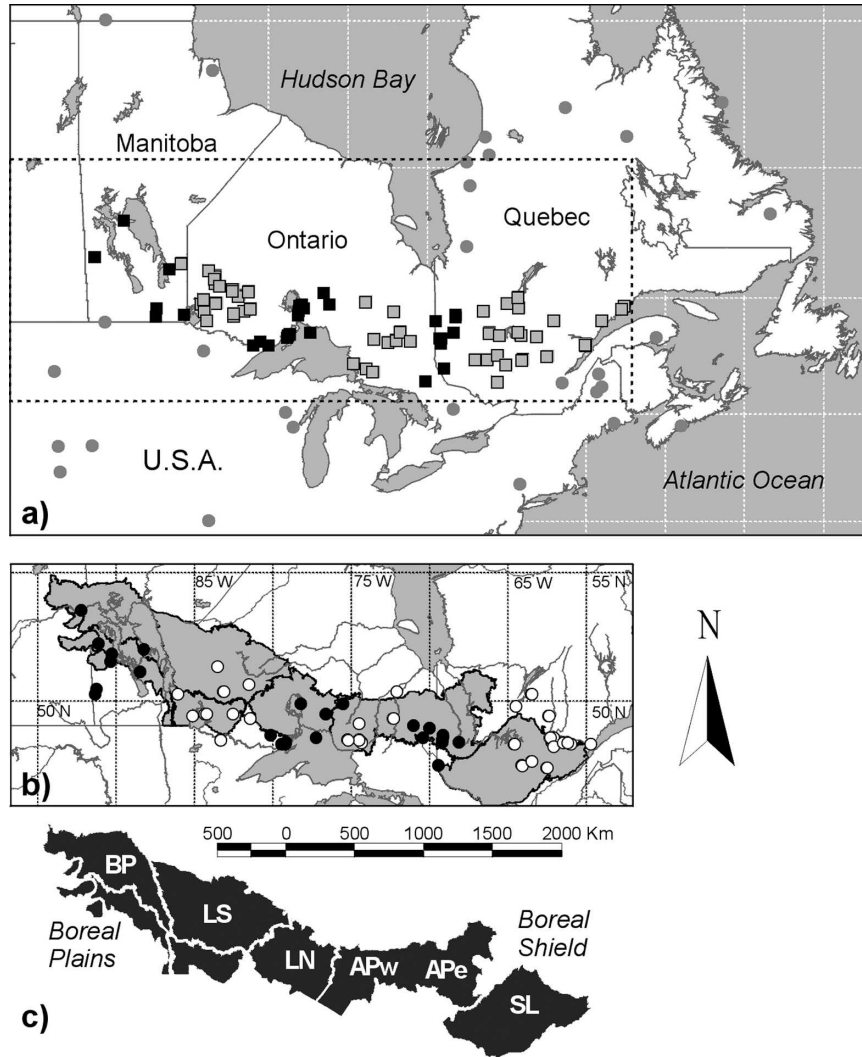 Hudson Bay
Manitoba
Ontario
Quebec
U.S.A.
Atlantic Ocean
a)
85 W
75 W
65 W
55 N
50 N
50 N
b)
N
500 0 500 1000 1500 2000 Km
BP
LS
Boreal
Plains
LN
APw
APe
Boreal
Shield
SL
c)